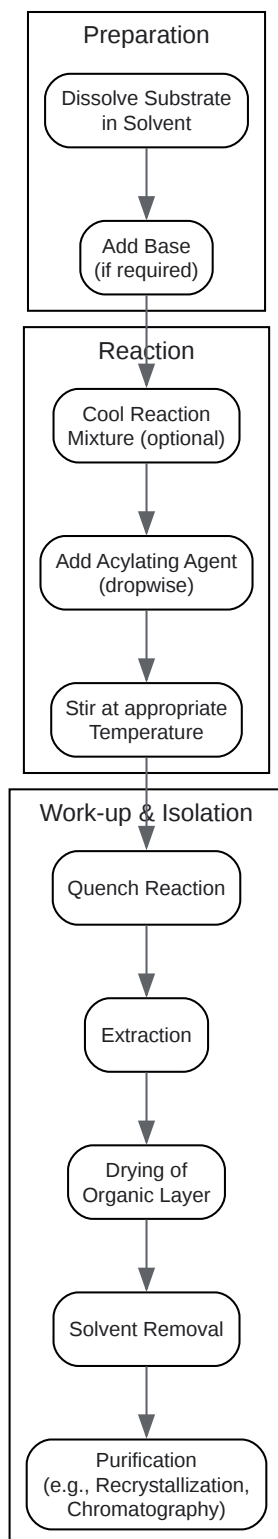 Preparation
Dissolve Substrate
in Solvent
Add Base
(if required)
Reaction
Cool Reaction
Mixture (optional)
Add Acylating Agent
(dropwise)
Stir at appropriate
Temperature
Work-up & Isolation
Quench Reaction
Extraction
Drying of
Organic Layer
Solvent Removal
Purification
(e.g., Recrystallization,
Chromatography)